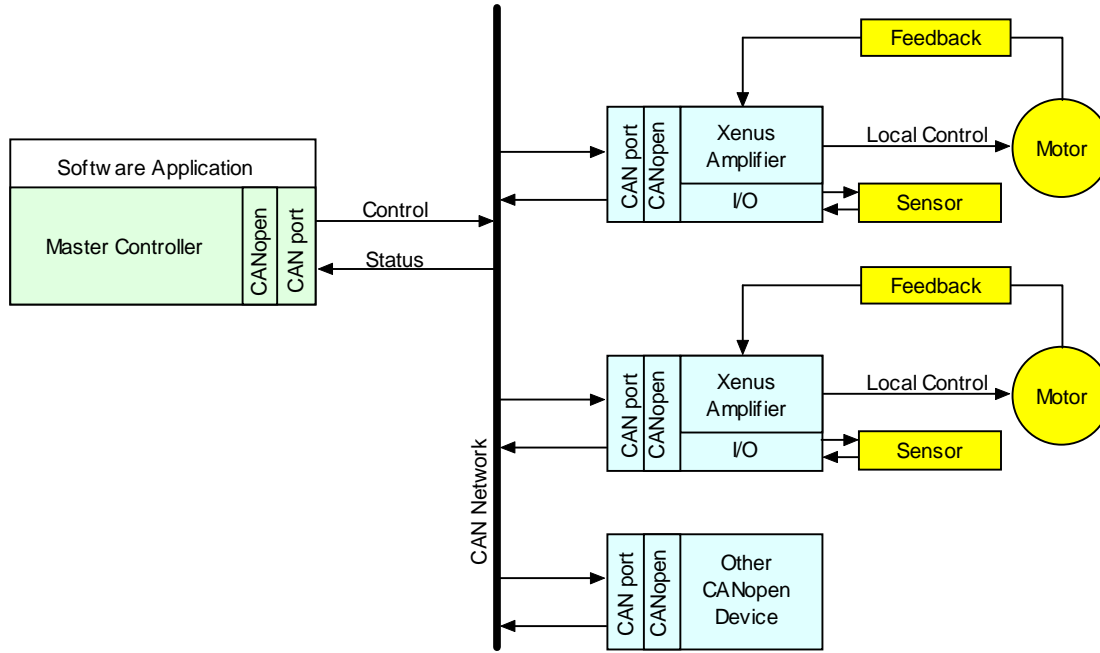 Software Application
Master Controller
CANopen
CAN port
Control
Status
CAN Network
Feedback
CAN port
CANopen
Xenus
Amplifier
I/O
Local Control
Motor
Sensor
Feedback
CAN port
CANopen
Xenus
Amplifier
I/O
Local Control
Motor
Sensor
CAN port
CANopen
Other
CANopen
Device